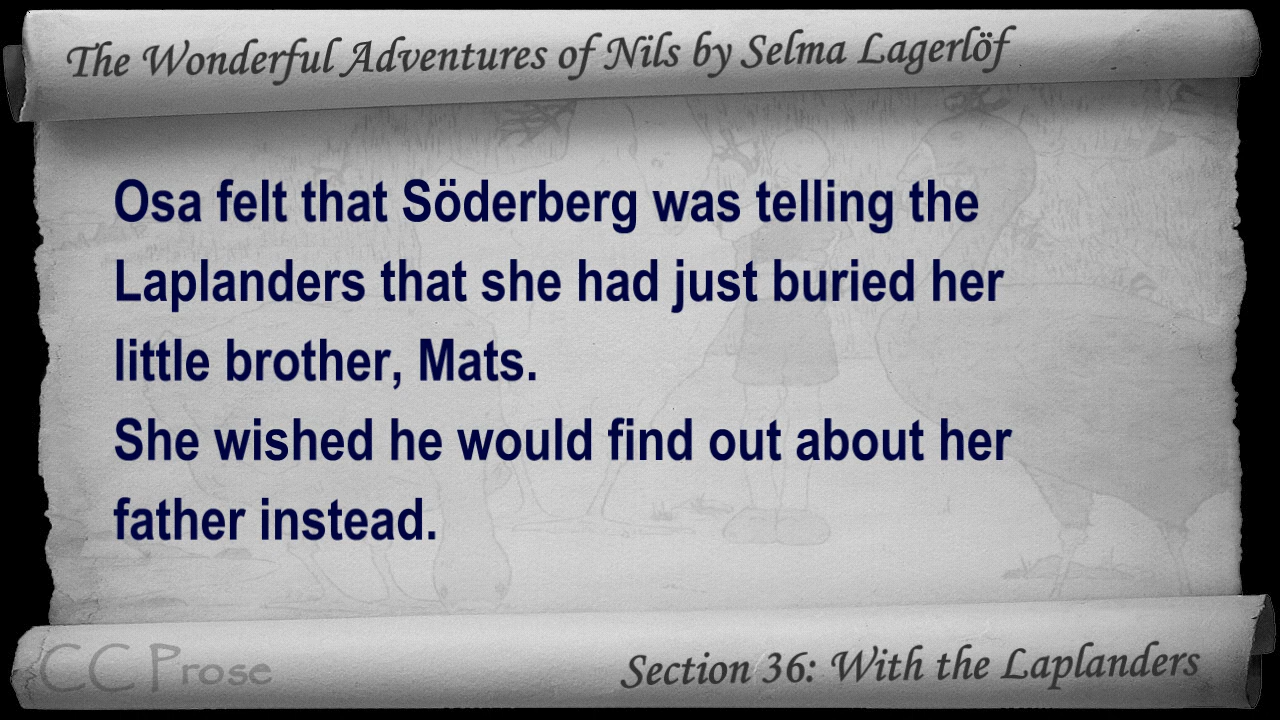 The Wonderful Adventures of Nils by Selma Lagerlöf
Osa felt that Söderberg was telling the
Laplanders that she had just buried her
little brother, Mats.
She wished he would find out about her
father instead.
CC Prose
Section 36: With the Laplanders